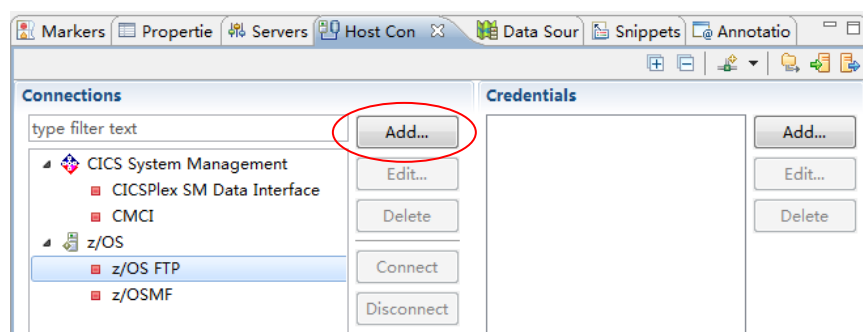 Markers Propertie Servers Host Con Data Sour Snippets Annotatio
Connections
type filter text
Add...
CICS System Management
CICSPlex SM Data Interface
CMCI
z/OS
z/OS FTP
z/OSMF
Edit...
Delete
Connect
Disconnect
Credentials
Add...
Edit...
Delete